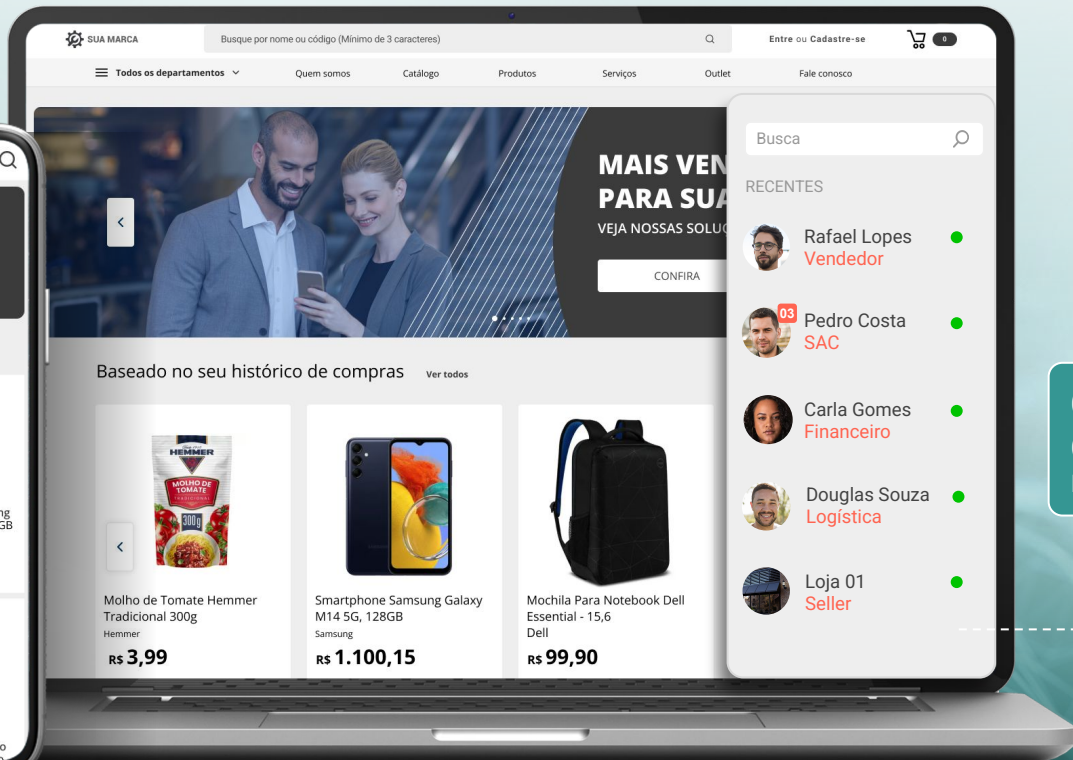 SUA MARCA
Busque por nome ou código (Mínimo de 3 caracteres)
Entre ou Cadastre-se
0
Todos os departamentos
Quem somos
Catálogo
Produtos
Serviços
Outlet
Fale conosco
MAIS VEN
PARA SUA
VEJA NOSSAS SOLUÇ
CONFIRA
Busca
RECENTES
Rafael Lopes
Vendedor
03
Pedro Costa
SAC
Carla Gomes
Financeiro
Douglas Souza
Logística
Loja 01
Seller
Baseado no seu histórico de compras
Ver todos
HEMMER
MOLHO DE
TOMATE
TRADICIONAL
300g
Molho de Tomate Hemmer
Tradicional 300g
Hemmer
R$ 3,99
Smartphone Samsung Galaxy
M14 5G, 128GB
Samsung
R$ 1.100,15
Mochila Para Notebook Dell
Essential - 15,6
Dell
R$ 99,90
ng
GB